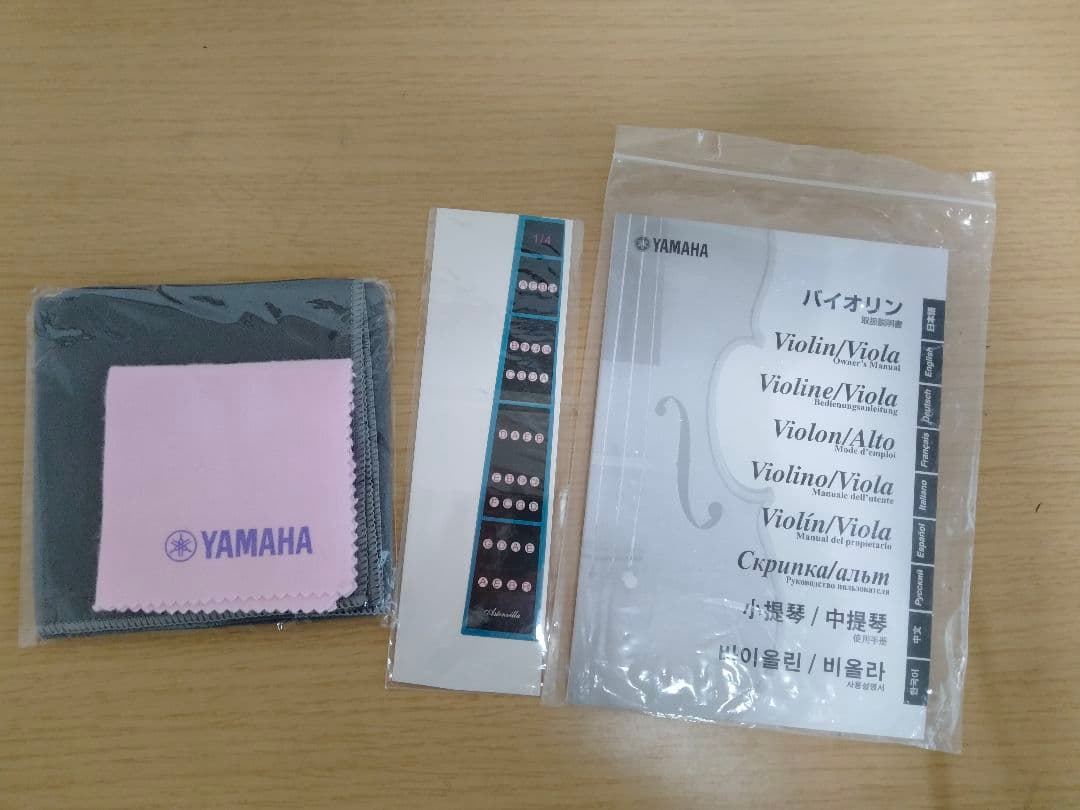 YAMAHA
1/4
G D A E
Astonvilla
YAMAHA
バイオリン
取扱説明書
Violin/Viola
Owner's Manual
Violine/Viola
Bedienungsanleitung
Violon/Alto
Mode d'emploi
Violino/Viola
Manuale dell'utente
Violín/Viola
Manual del propietario
Скрипка/альт
Руководство пользователя
小提琴 / 中提琴
使用手册
바이올린 / 비올라
사용설명서
日本語
English
Deutsch
Français
Italiano
Español
Русский
中文
한국어